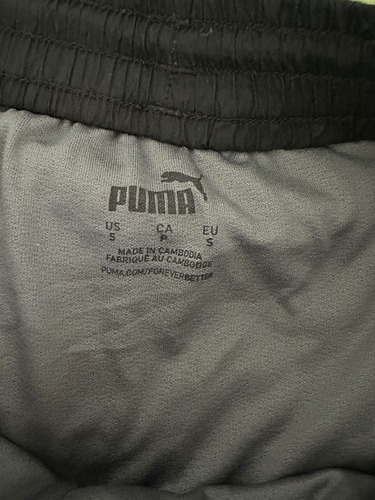 PUMA
US CA EU
S P S
MADE IN CAMBODIA
FABRIQUÉ AU CAMBODGE
PUMA.COM/FOREVERBETTER